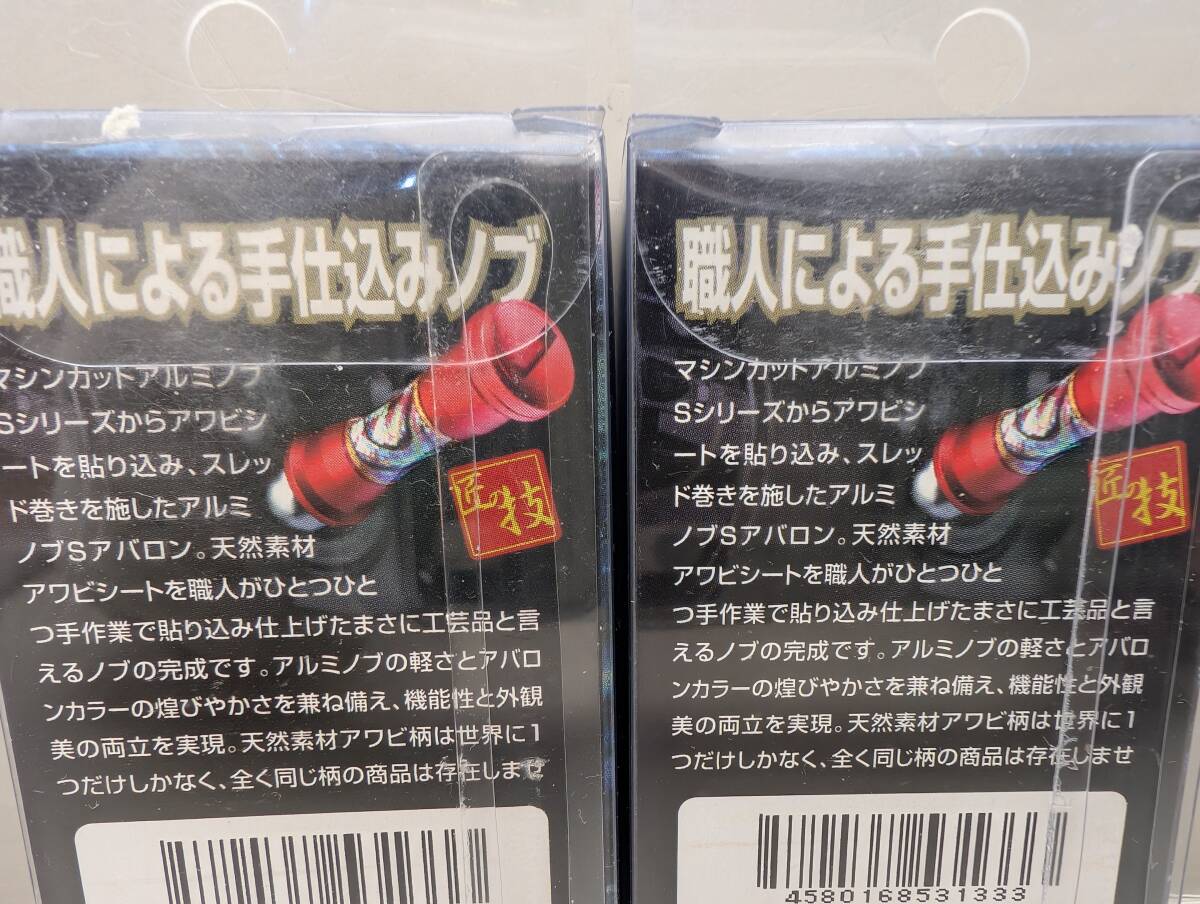 職人による手仕込みノブ
マシンカットアルミノブ
Sシリーズからアワビシ
ートを貼り込み、スレッ
ド巻きを施したアルミ
ノブSアバロン。天然素材
アワビシートを職人がひとつひと
つ手作業で貼り込み仕上げたまさに工芸品と言
えるノブの完成です。アルミノブの軽さとアバロ
ンカラーの煌びやかさを兼ね備え、機能性と外観
美の両立を実現。天然素材アワビ柄は世界に1
つだけしかなく、全く同じ柄の商品は存在しませ
匠の技
職人による手仕込みノブ
マシンカットアルミノブ
Sシリーズからアワビシ
ートを貼り込み、スレッ
ド巻きを施したアルミ
ノブSアバロン。天然素材
アワビシートを職人がひとつひと
つ手作業で貼り込み仕上げたまさに工芸品と言
えるノブの完成です。アルミノブの軽さとアバロ
ンカラーの煌びやかさを兼ね備え、機能性と外観
美の両立を実現。天然素材アワビ柄は世界に1
つだけしかなく、全く同じ柄の商品は存在しませ
匠の技
4580168531333